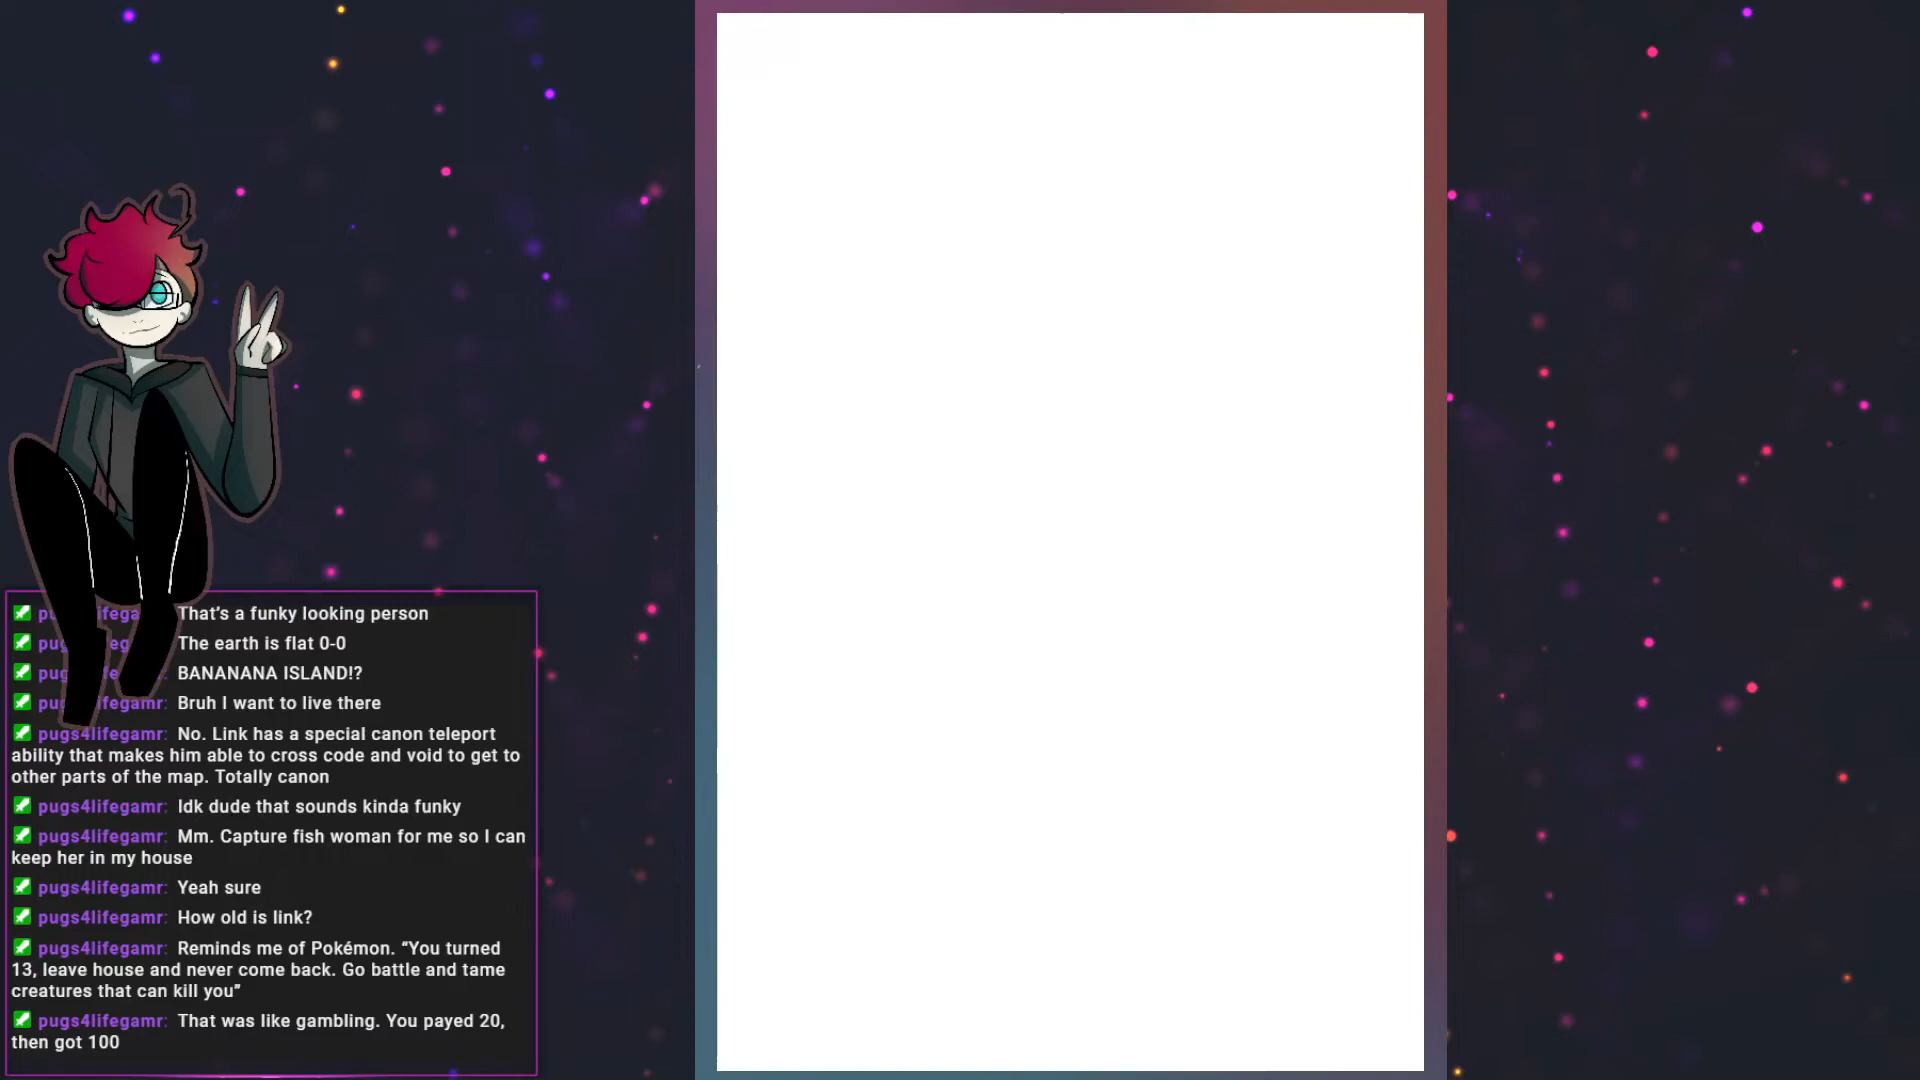 pugs4lifegamr: That's a funky looking person
pugs4lifegamr: The earth is flat 0-0
pugs4lifegamr: BANANANA ISLAND!?
pugs4lifegamr: Bruh I want to live there
pugs4lifegamr: No. Link has a special canon teleport
ability that makes him able to cross code and void to get to
other parts of the map. Totally canon
pugs4lifegamr: Idk dude that sounds kinda funky
pugs4lifegamr: Mm. Capture fish woman for me so I can
keep her in my house
pugs4lifegamr: Yeah sure
pugs4lifegamr: How old is link?
pugs4lifegamr: Reminds me of Pokémon. “You turned
13, leave house and never come back. Go battle and tame
creatures that can kill you”
pugs4lifegamr: That was like gambling. You payed 20,
then got 100